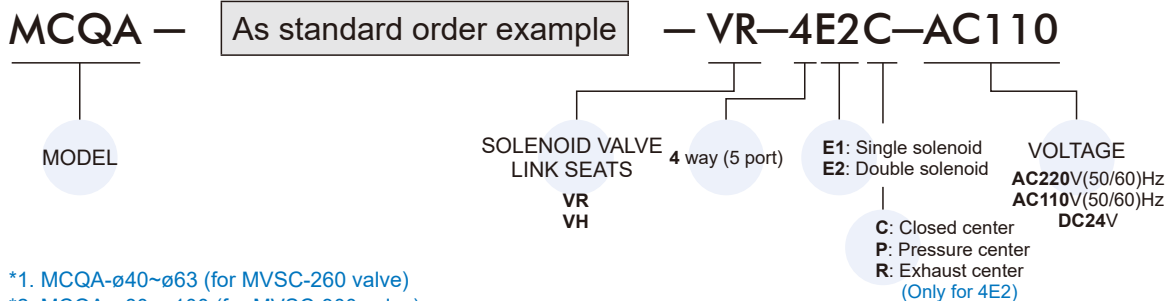 MCQA — As standard order example — VR—4E2C—AC110
MODEL
SOLENOID VALVE
LINK SEATS
VR
VH
4 way (5 port)
E1: Single solenoid
E2: Double solenoid
C: Closed center
P: Pressure center
R: Exhaust center
(Only for 4E2)
VOLTAGE
AC220V(50/60)Hz
AC110V(50/60)Hz
DC24V
*1. MCQA-ø40~ø63 (for MVSC-260 valve)